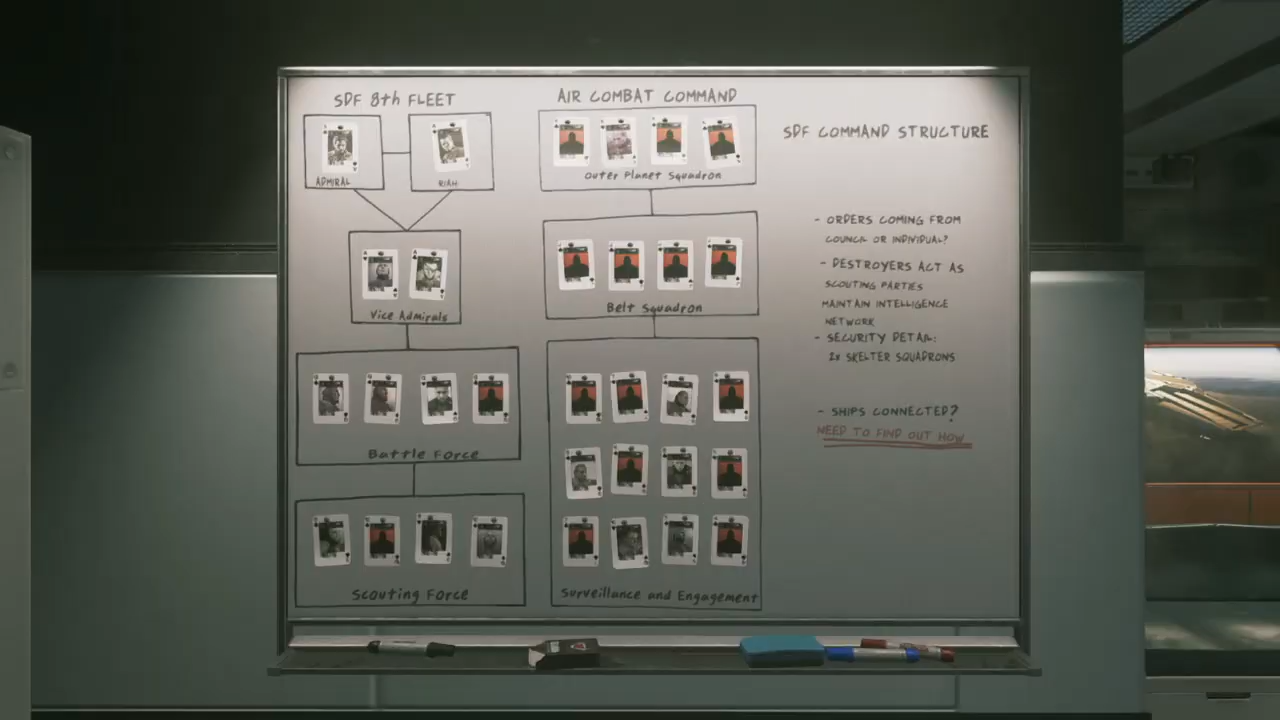 SDF 8th FLEET
ADMIRAL
RIAH
Vice Admirals
Battle Force
Scouting Force
AIR COMBAT COMMAND
Outer Planet Squadron
Belt Squadron
Surveillance and Engagement
SDF COMMAND STRUCTURE
- ORDERS COMING FROM
COUNCIL OR INDIVIDUAL?
- DESTROYERS ACT AS
SCOUTING PARTIES
MAINTAIN INTELLIGENCE
NETWORK
- SECURITY DETAIL:
2x SKELTER SQUADRONS
- SHIPS CONNECTED?
NEED TO FIND OUT HOW